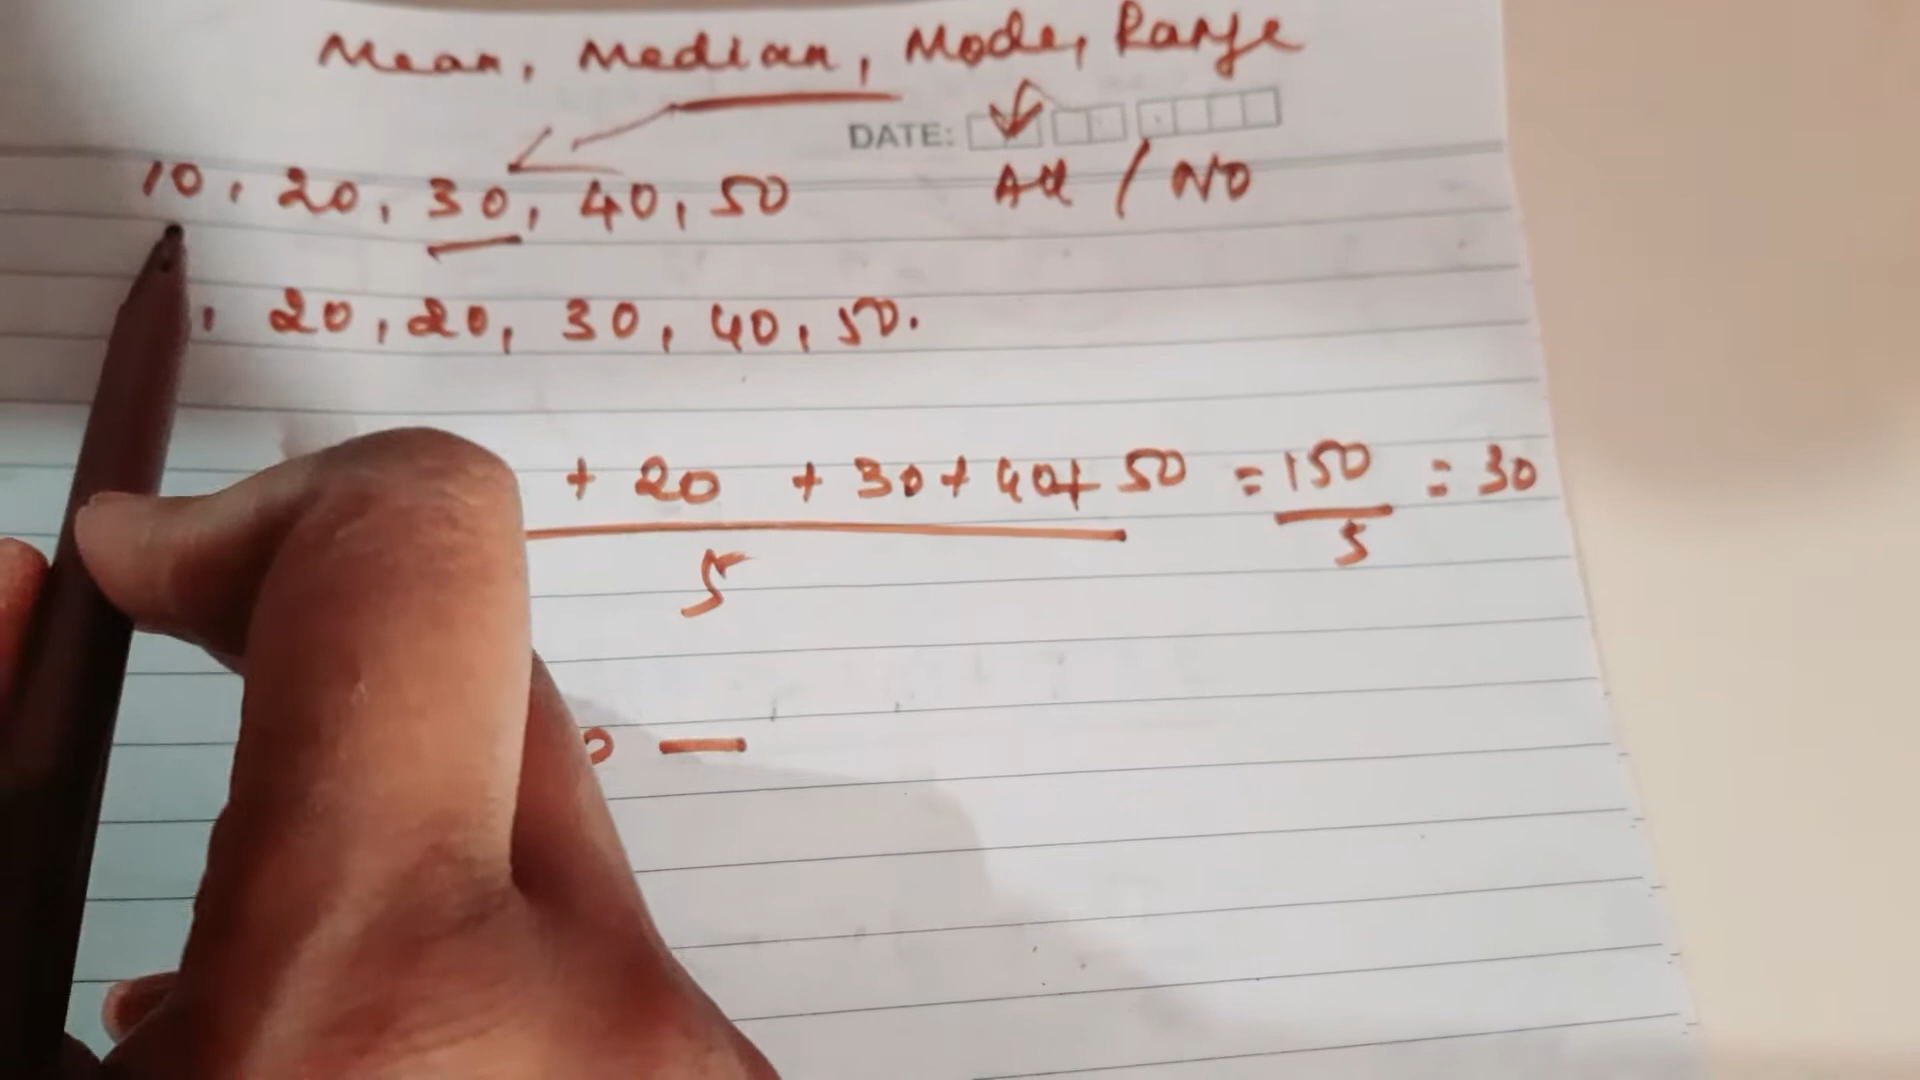 Mean, Median, Mode, Range
DATE:
10, 20, 30, 40, 50
All / NO
, 20, 20, 30, 40, 50.
+ 20 + 30 + 40 + 50 = 150 = 30
5 5
0 —